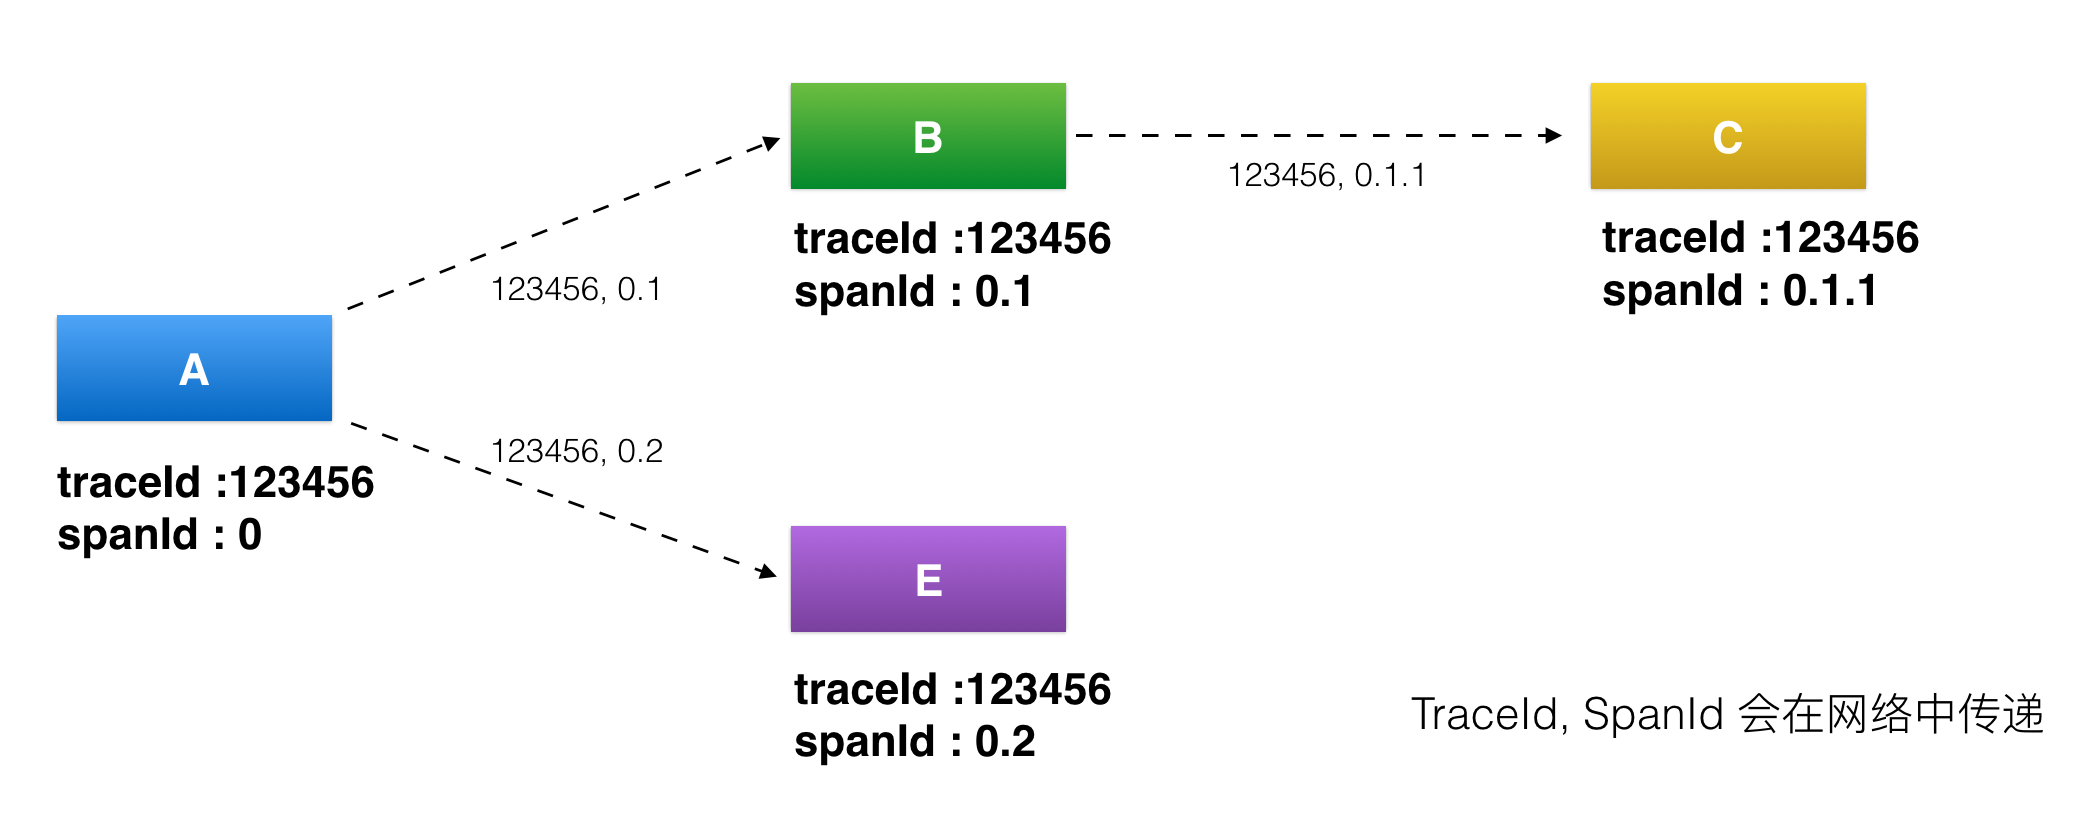 B
C
123456, 0.1.1
traceId :123456
spanId : 0.1
traceId :123456
spanId : 0.1.1
123456, 0.1
A
123456, 0.2
traceId :123456
spanId : 0
E
traceId :123456
spanId : 0.2
TraceId, SpanId 会在网络中传递